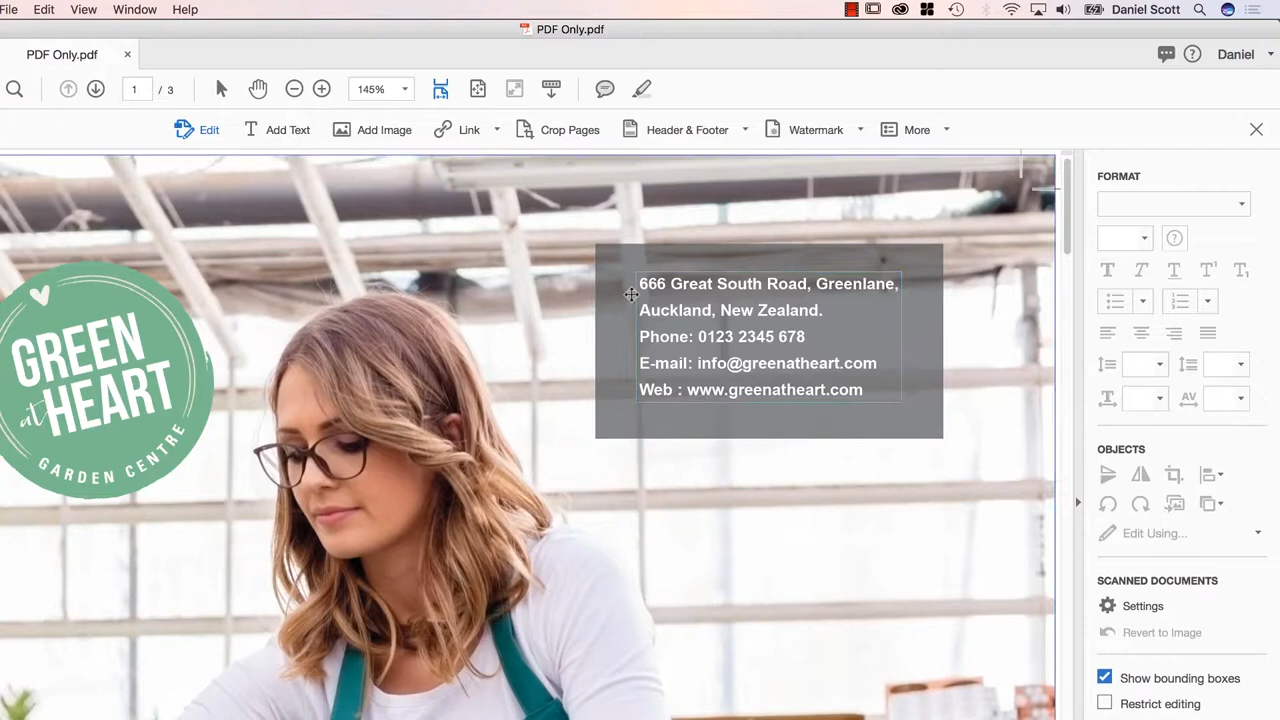 File Edit View Window Help
Daniel Scott
PDF Only.pdf
PDF Only.pdf ×
Daniel
1 / 3
145%
Edit Add Text Add Image Link Crop Pages Header & Footer Watermark More
FORMAT
666 Great South Road, Greenlane,
Auckland, New Zealand.
Phone: 0123 2345 678
E-mail: info@greenatheart.com
Web : www.greenatheart.com
GREEN
at HEART
GARDEN CENTRE
OBJECTS
Edit Using...
SCANNED DOCUMENTS
Settings
Revert to Image
Show bounding boxes
Restrict editing